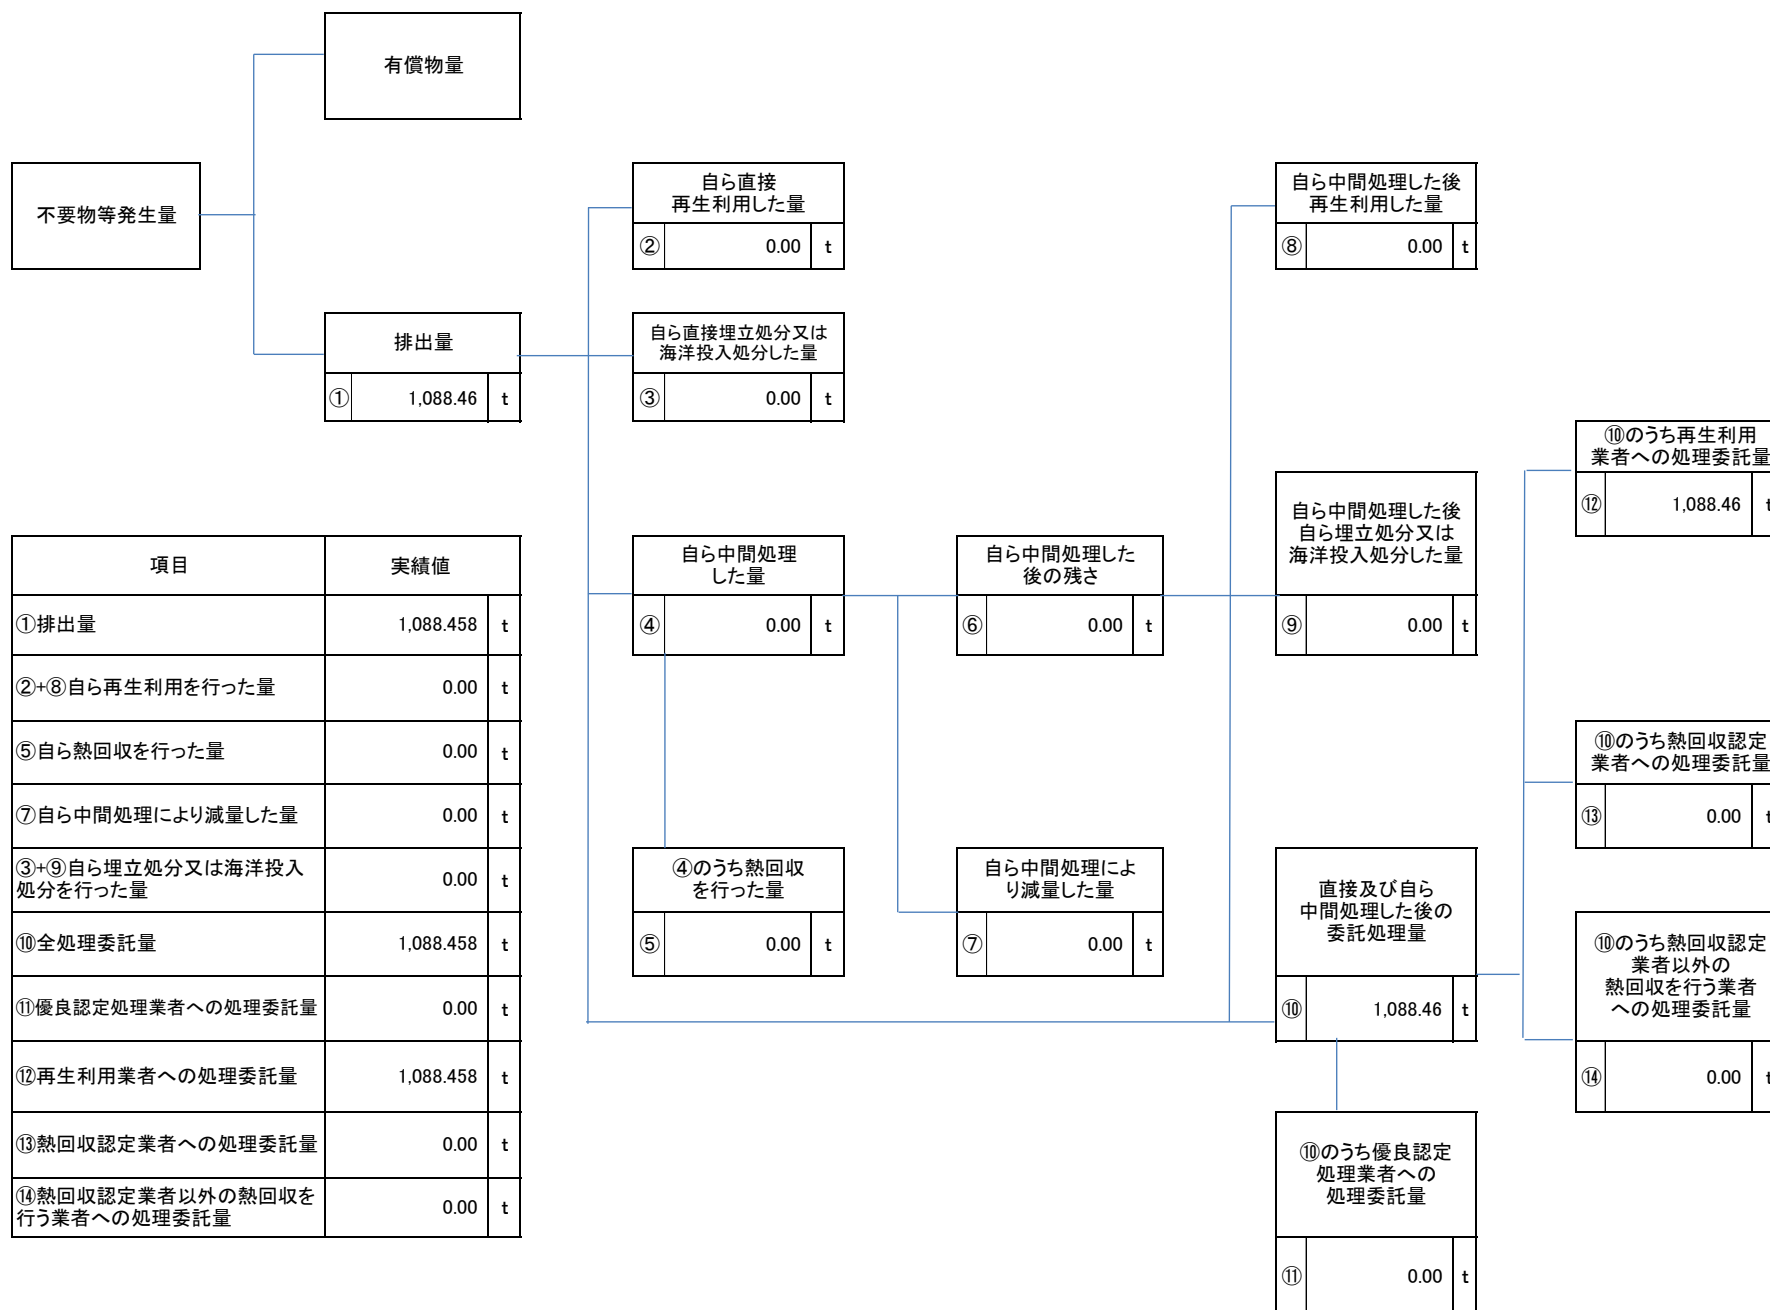 有償物量
不要物等発生量
排出量
① 1,088.46 t
自ら直接
再生利用した量
② 0.00 t
自ら直接埋立処分又は
海洋投入処分した量
③ 0.00 t
自ら中間処理
した量
④ 0.00 t
④のうち熱回収
を行った量
⑤ 0.00 t
自ら中間処理した
後の残さ
⑥ 0.00 t
自ら中間処理によ
り減量した量
⑦ 0.00 t
自ら中間処理した後
再生利用した量
⑧ 0.00 t
自ら中間処理した後
自ら埋立処分又は
海洋投入処分した量
⑨ 0.00 t
直接及び自ら
中間処理した後の
委託処理量
⑩ 1,088.46 t
⑩のうち優良認定
処理業者への
処理委託量
⑪ 0.00 t
⑩のうち再生利用
業者への処理委託量
⑫ 1,088.46 t
⑩のうち熱回収認定
業者への処理委託量
⑬ 0.00 t
⑩のうち熱回収認定
業者以外の
熱回収を行う業者
への処理委託量
⑭ 0.00 t
項目 実績値
①排出量 1,088.458 t
②+⑧自ら再生利用を行った量 0.00 t
⑤自ら熱回収を行った量 0.00 t
⑦自ら中間処理により減量した量 0.00 t
③+⑨自ら埋立処分又は海洋投入
処分を行った量 0.00 t
⑩全処理委託量 1,088.458 t
⑪優良認定処理業者への処理委託量 0.00 t
⑫再生利用業者への処理委託量 1,088.458 t
⑬熱回収認定業者への処理委託量 0.00 t
⑭熱回収認定業者以外の熱回収を
行う業者への処理委託量 0.00 t